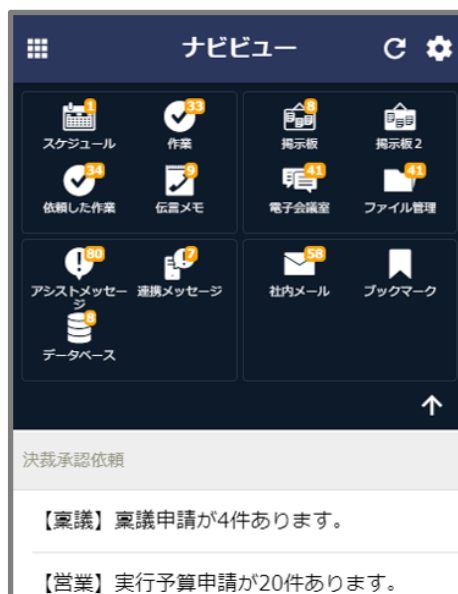 ナビビュー
1
スケジュール
33
作業
8
掲示板
掲示板2
34
依頼した作業
9
伝言メモ
41
電子会議室
41
ファイル管理
80
アシストメッセー
ジ
7
連携メッセージ
58
社内メール
ブックマーク
8
データベース
決裁承認依頼
【稟議】稟議申請が4件あります。
【営業】実行予算申請が20件あります。